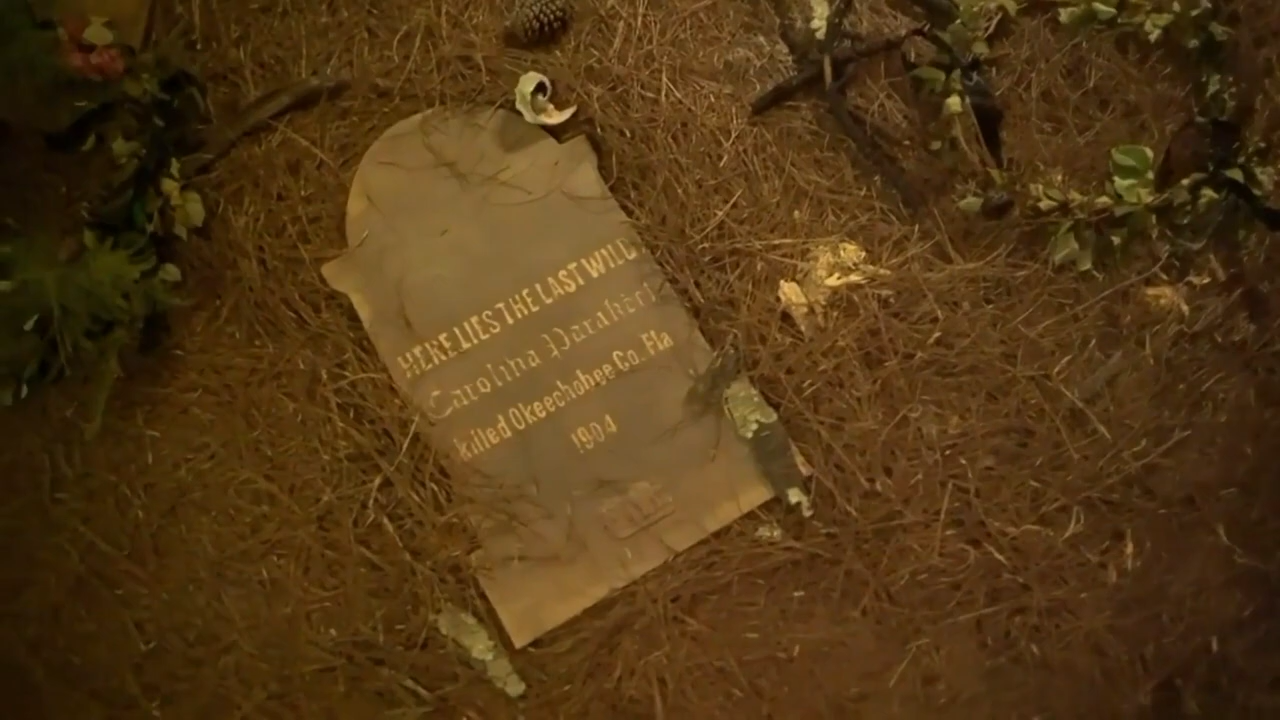 HERE LIES THE LAST WILD
Carolina Parakeet
killed Okeechobee Co. Fla
1904